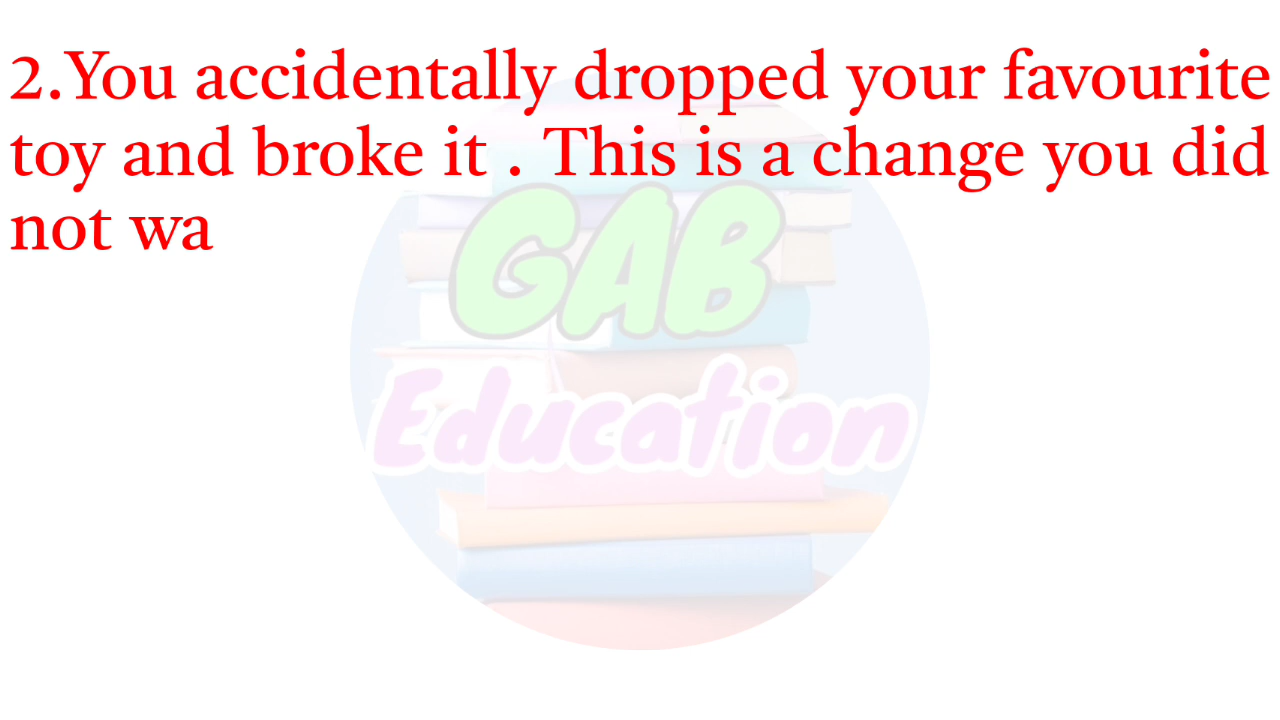 2.You accidentally dropped your favourite
toy and broke it . This is a change you did
not wa
GAB
Education